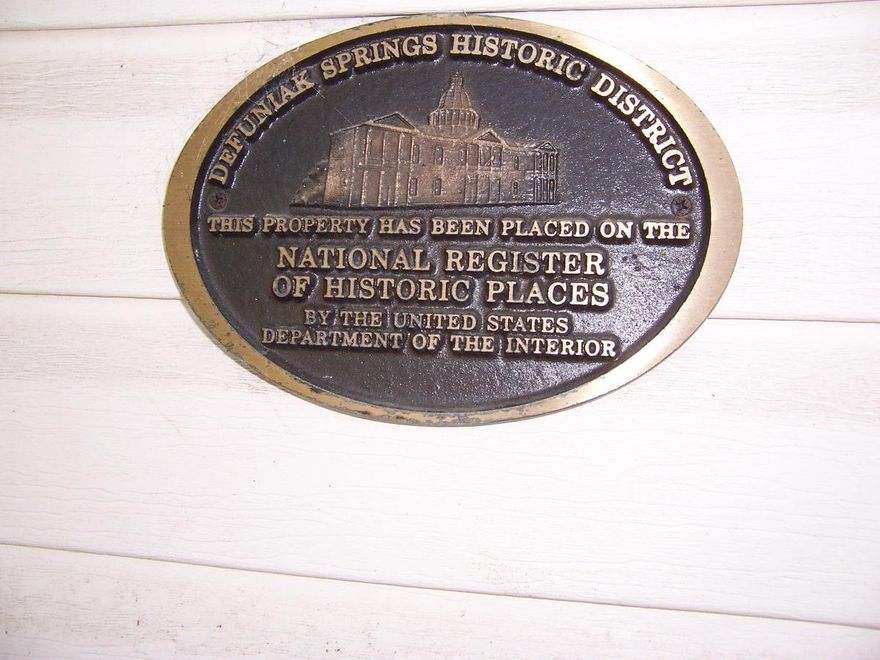 DEFUNIAK SPRINGS HISTORIC DISTRICT
THIS PROPERTY HAS BEEN PLACED ON THE
NATIONAL REGISTER
OF HISTORIC PLACES
BY THE UNITED STATES
DEPARTMENT OF THE INTERIOR